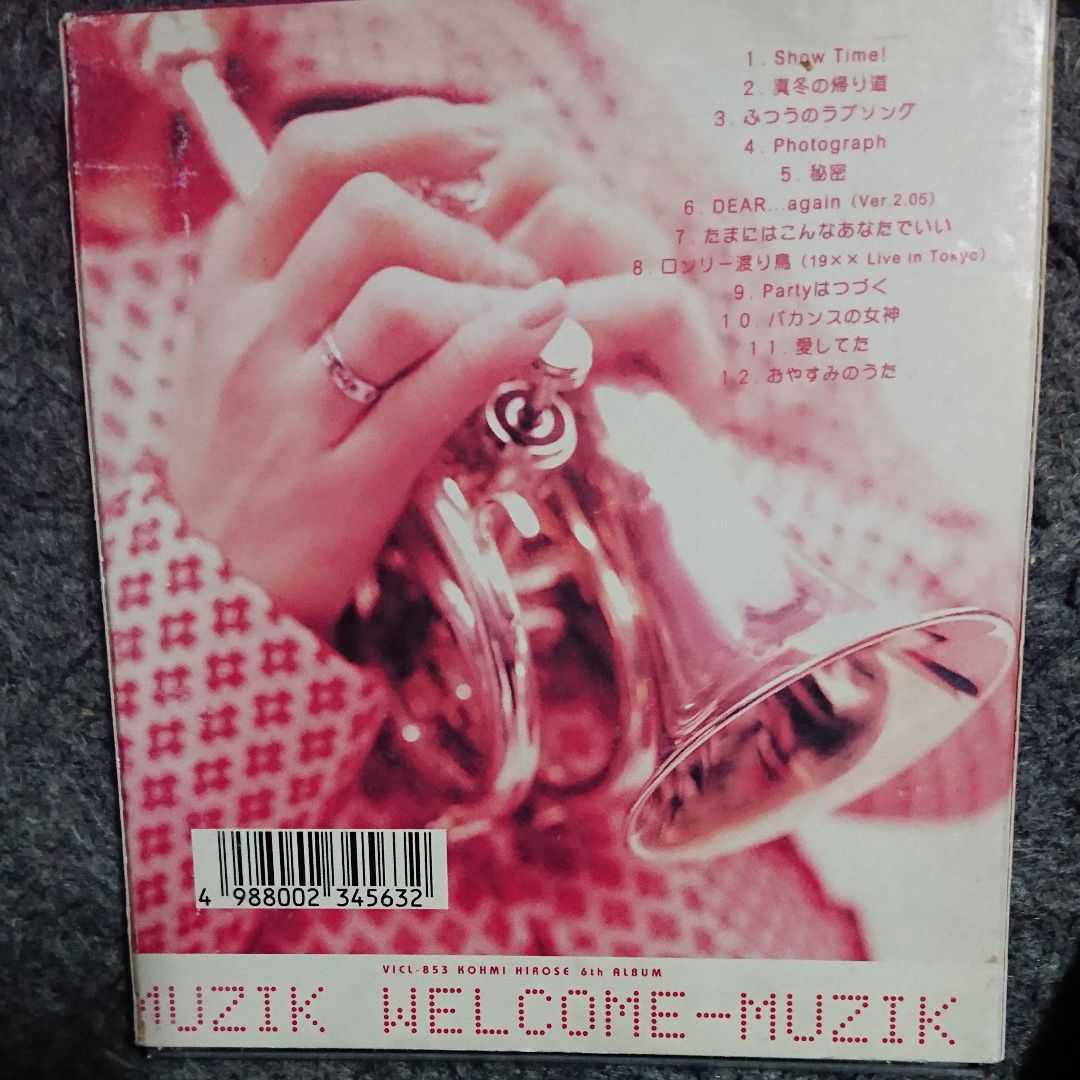 1. Show Time!
2. 真冬の帰り道
3. ふつうのラブソング
4. Photograph
5. 秘密
6. DEAR...again (Ver.2.05)
7. たまにはこんなあなたでいい
8. ロンリー渡り鳥 (19×× Live in Tokyo)
9. Partyはつづく
10. バカンスの女神
11. 愛してた
12. おやすみのうた
4 988002 345632
VICL-853 KOHMI HIROSE 6th ALBUM
MUZIK WELCOME-MUZIK